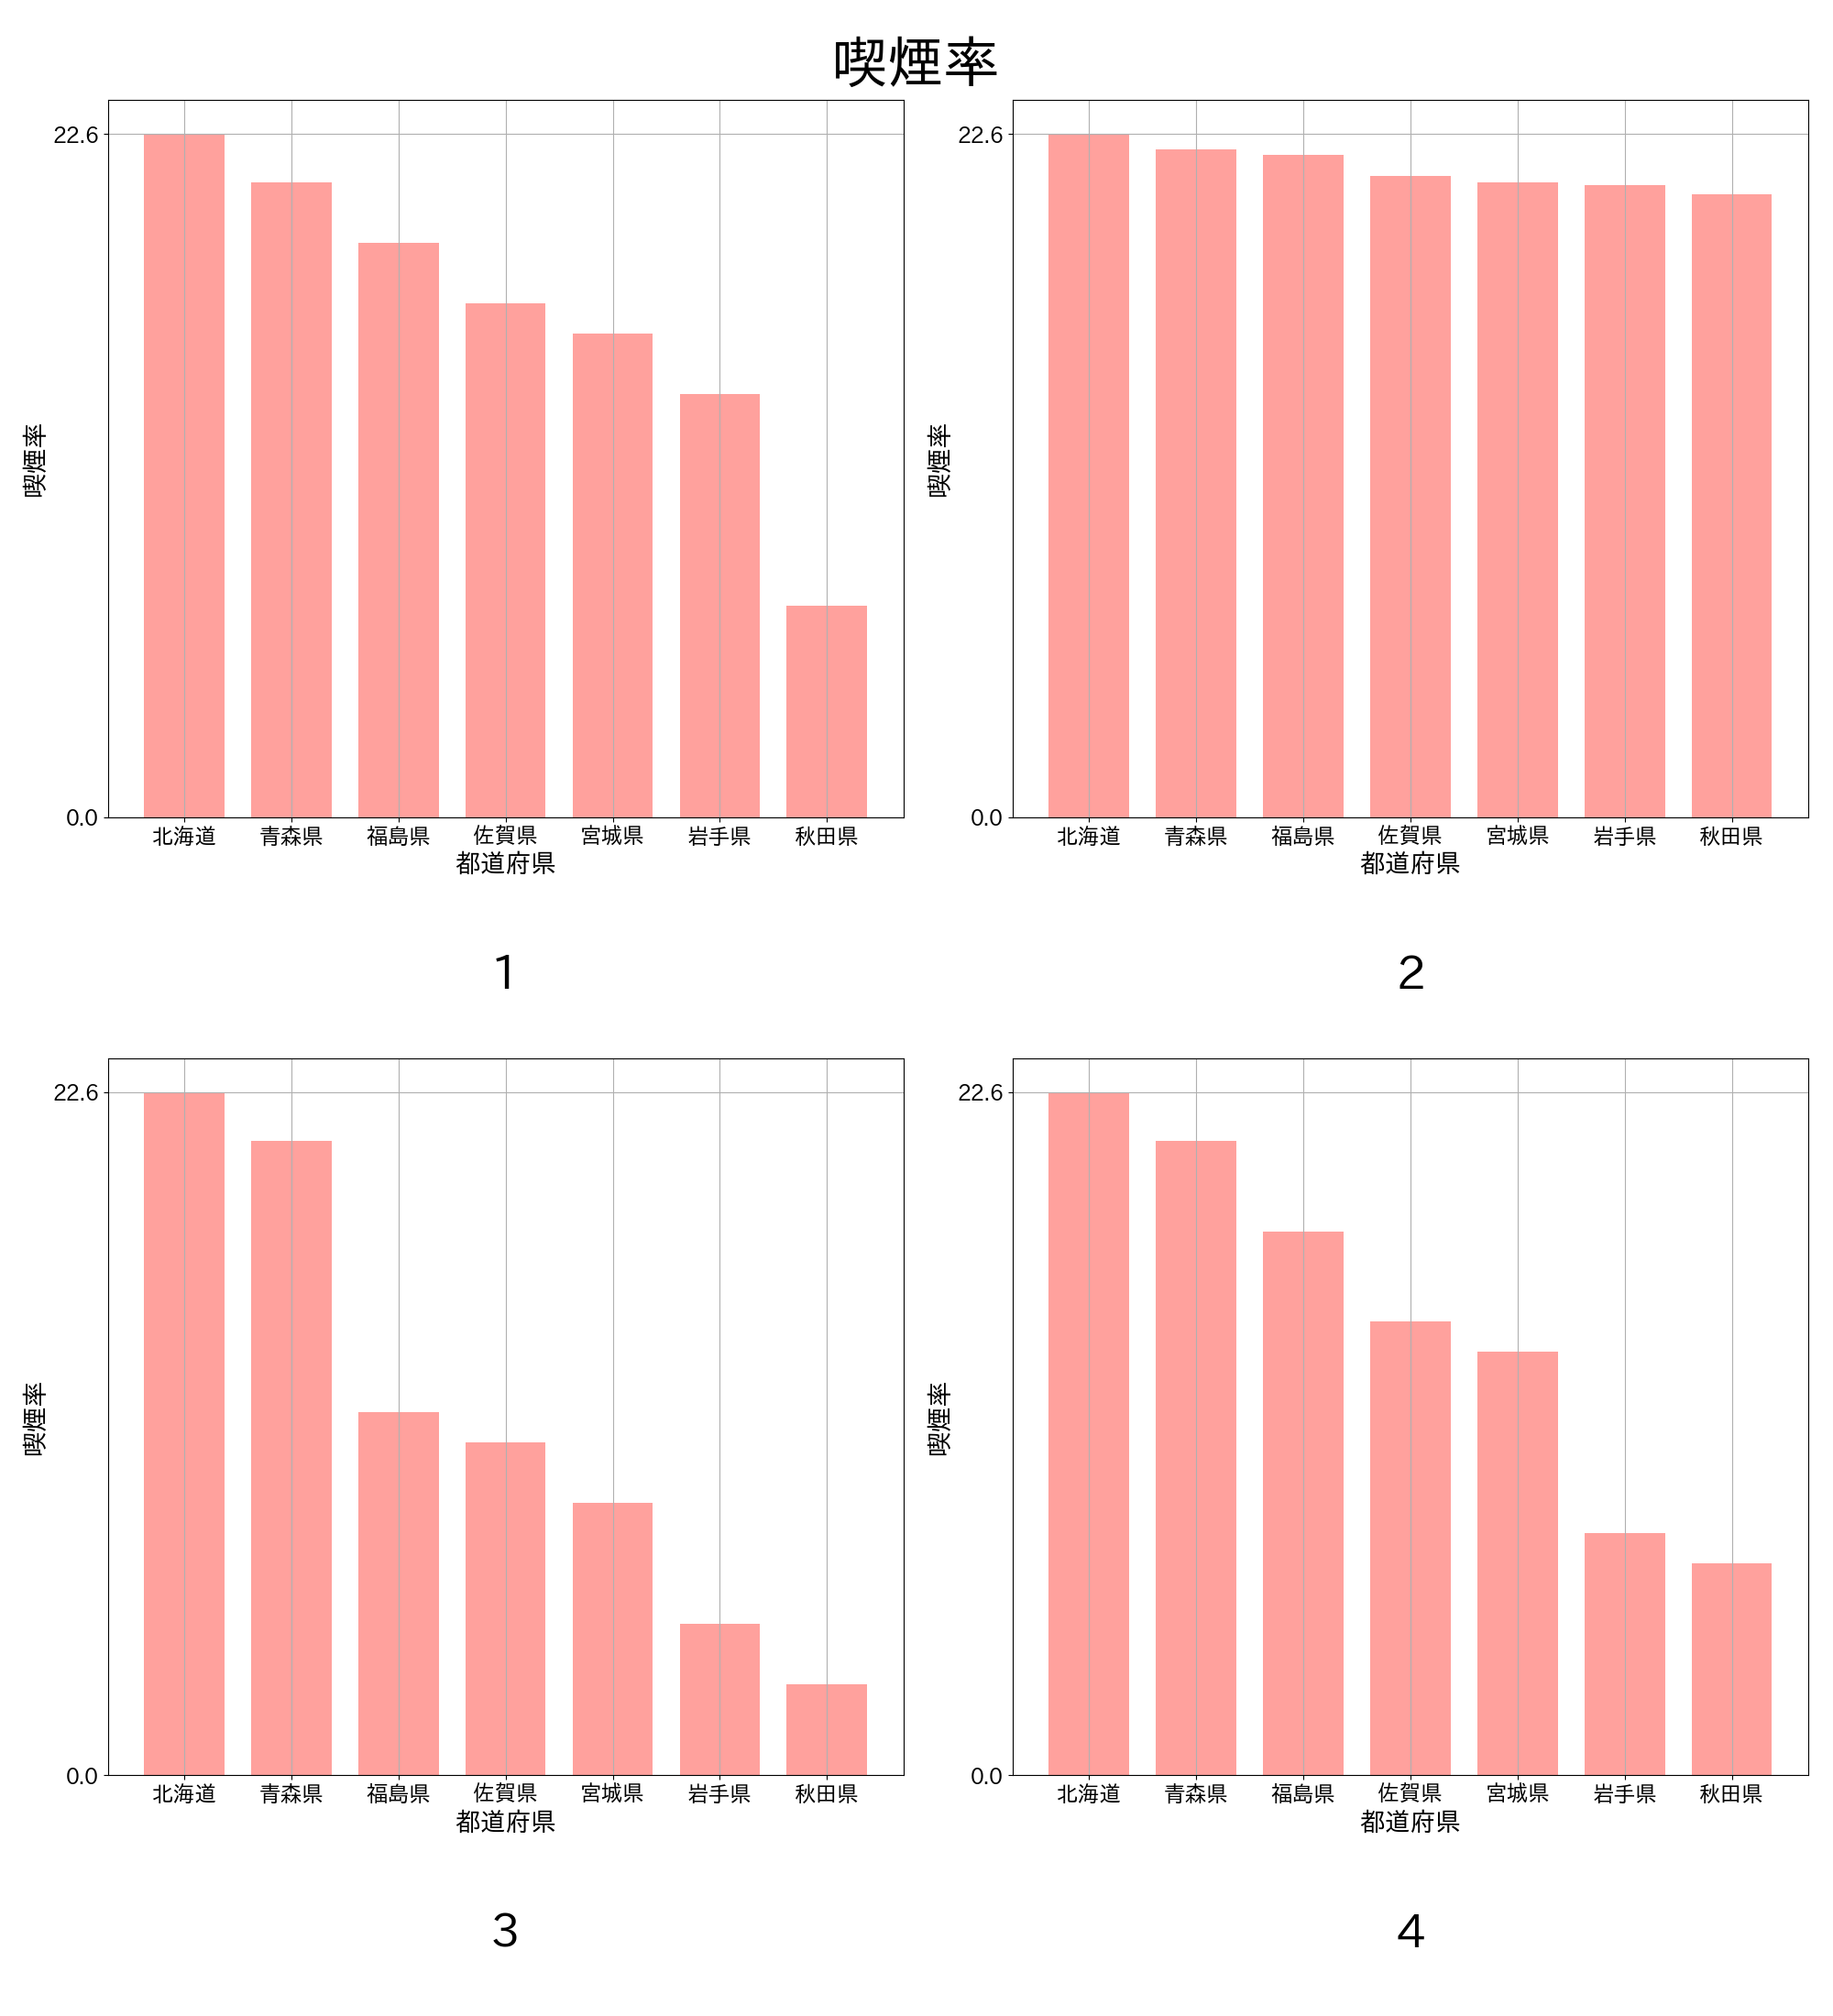 喫煙率
22.6
喫煙率
0.0
北海道 青森県 福島県 佐賀県 宮城県 岩手県 秋田県
都道府県
1
22.6
喫煙率
0.0
北海道 青森県 福島県 佐賀県 宮城県 岩手県 秋田県
都道府県
2
22.6
喫煙率
0.0
北海道 青森県 福島県 佐賀県 宮城県 岩手県 秋田県
都道府県
3
22.6
喫煙率
0.0
北海道 青森県 福島県 佐賀県 宮城県 岩手県 秋田県
都道府県
4